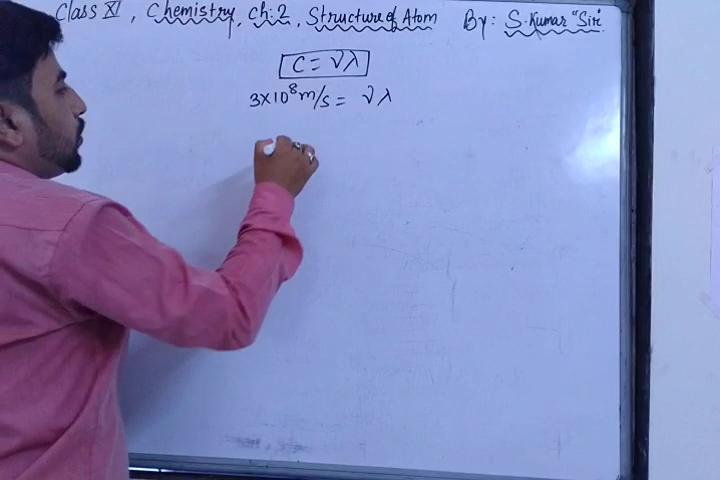 Class XI, Chemistry, Ch:2, Structure of Atom By: S. Kumar "Siri"
C = νλ
3×10⁸ m/s = νλ